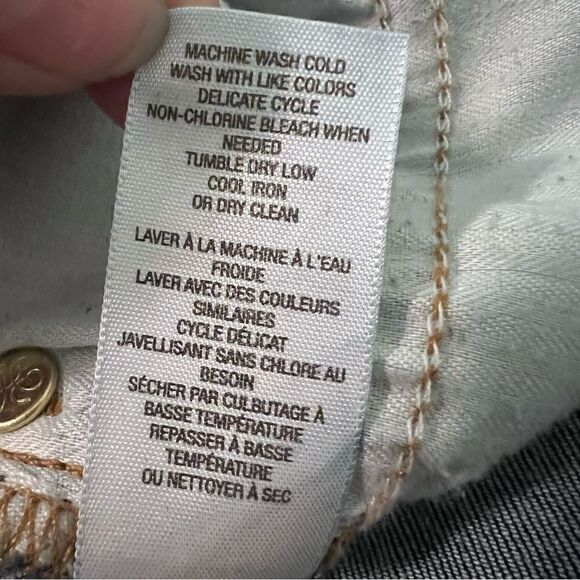 MACHINE WASH COLD
WASH WITH LIKE COLORS
DELICATE CYCLE
NON-CHLORINE BLEACH WHEN
NEEDED
TUMBLE DRY LOW
COOL IRON
OR DRY CLEAN
LAVER À LA MACHINE À L'EAU
FROIDE
LAVER AVEC DES COULEURS
SIMILAIRES
CYCLE DÉLICAT
JAVELLISANT SANS CHLORE AU
BESOIN
SÉCHER PAR CULBUTAGE À
BASSE TEMPÉRATURE
REPASSER À BASSE
TEMPÉRATURE
OU NETTOYER À SEC